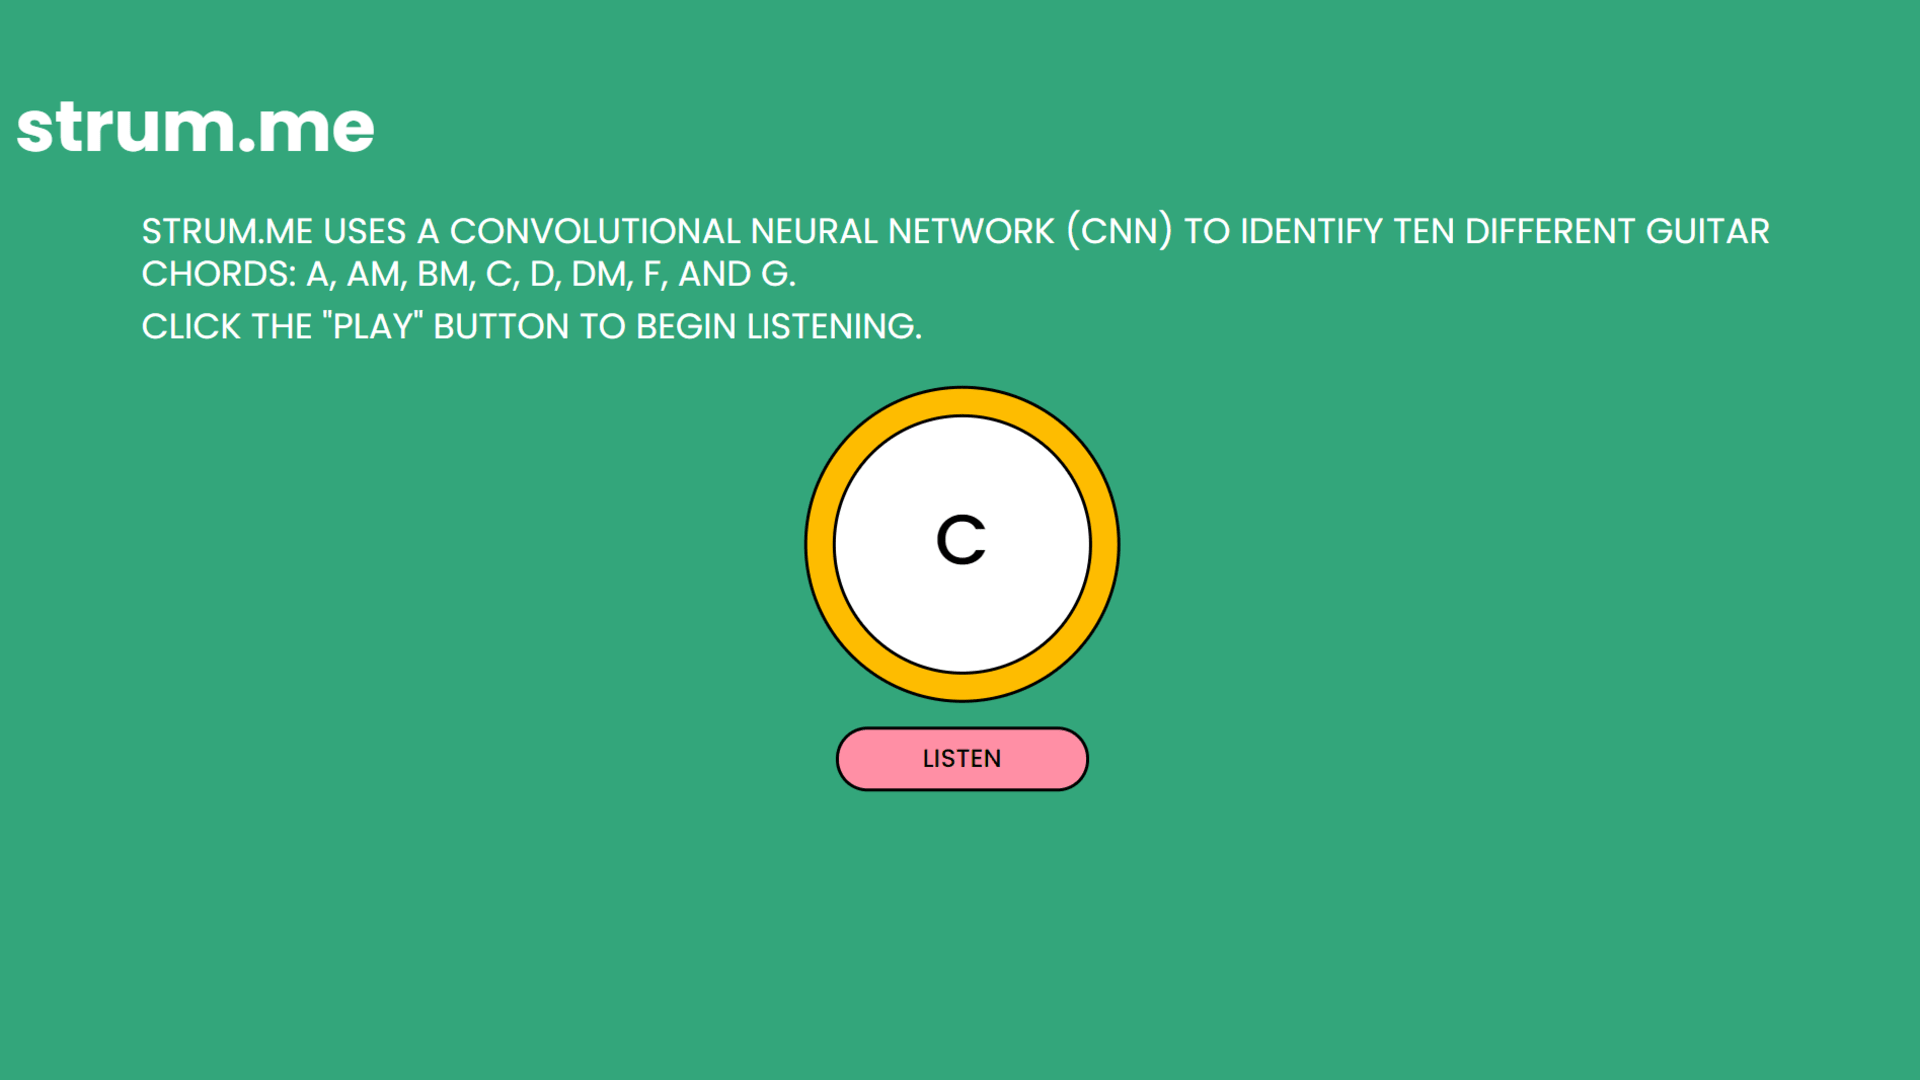 strum.me
STRUM.ME USES A CONVOLUTIONAL NEURAL NETWORK (CNN) TO IDENTIFY TEN DIFFERENT GUITAR
CHORDS: A, AM, BM, C, D, DM, F, AND G.
CLICK THE "PLAY" BUTTON TO BEGIN LISTENING.
C
LISTEN